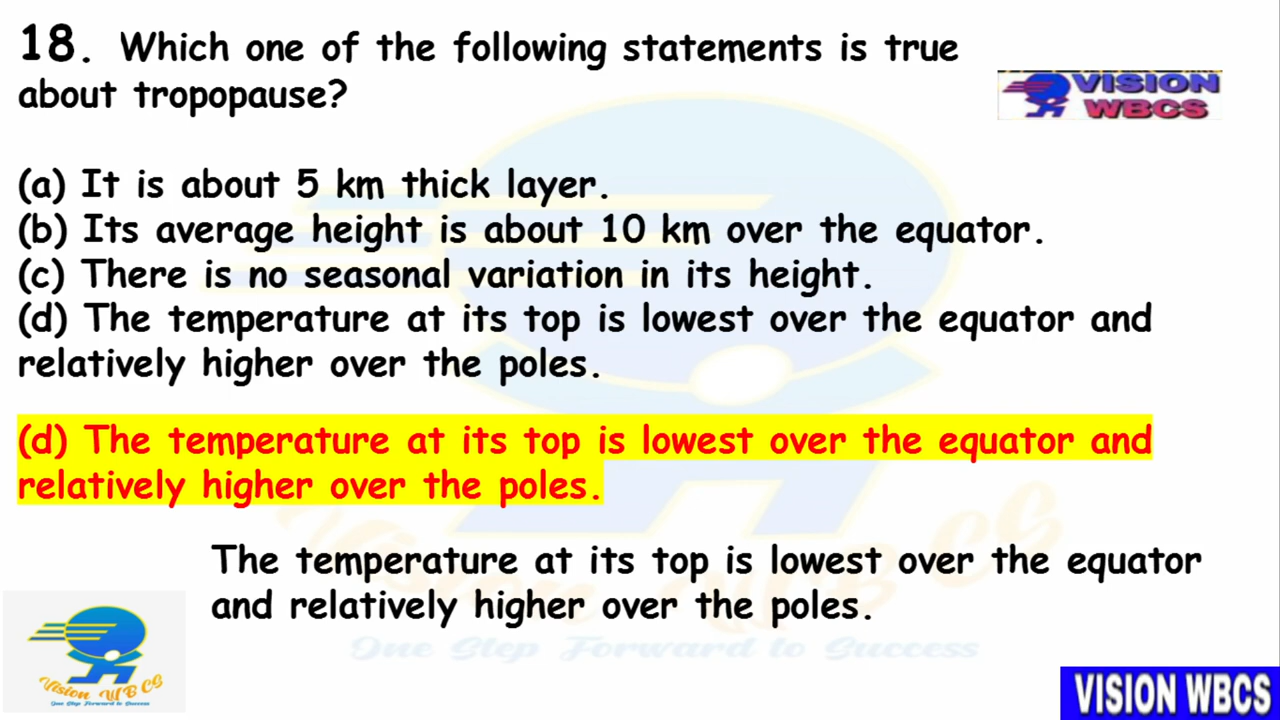 18. Which one of the following statements is true
about tropopause?
VISION
WBCS
(a) It is about 5 km thick layer.
(b) Its average height is about 10 km over the equator.
(c) There is no seasonal variation in its height.
(d) The temperature at its top is lowest over the equator and
relatively higher over the poles.
(d) The temperature at its top is lowest over the equator and
relatively higher over the poles.
The temperature at its top is lowest over the equator
and relatively higher over the poles.
Vision WBCS
One Step Forward to Success
Vision WBCS
One Step Forward to Success
VISION WBCS